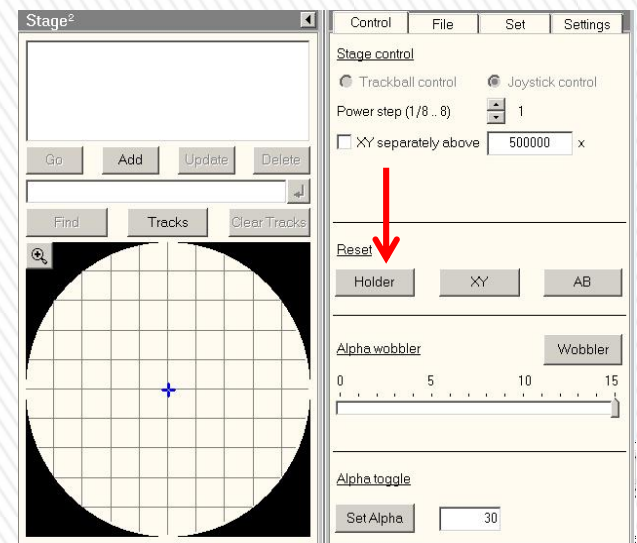 Stage²
Go Add Update Delete
Find Tracks Clear Tracks
Control File Set Settings
Stage control
Trackball control Joystick control
Power step (1/8 .. 8) 1
XY separately above 500000 x
Reset
Holder XY AB
Alpha wobbler Wobbler
0 5 10 15
Alpha toggle
Set Alpha 30